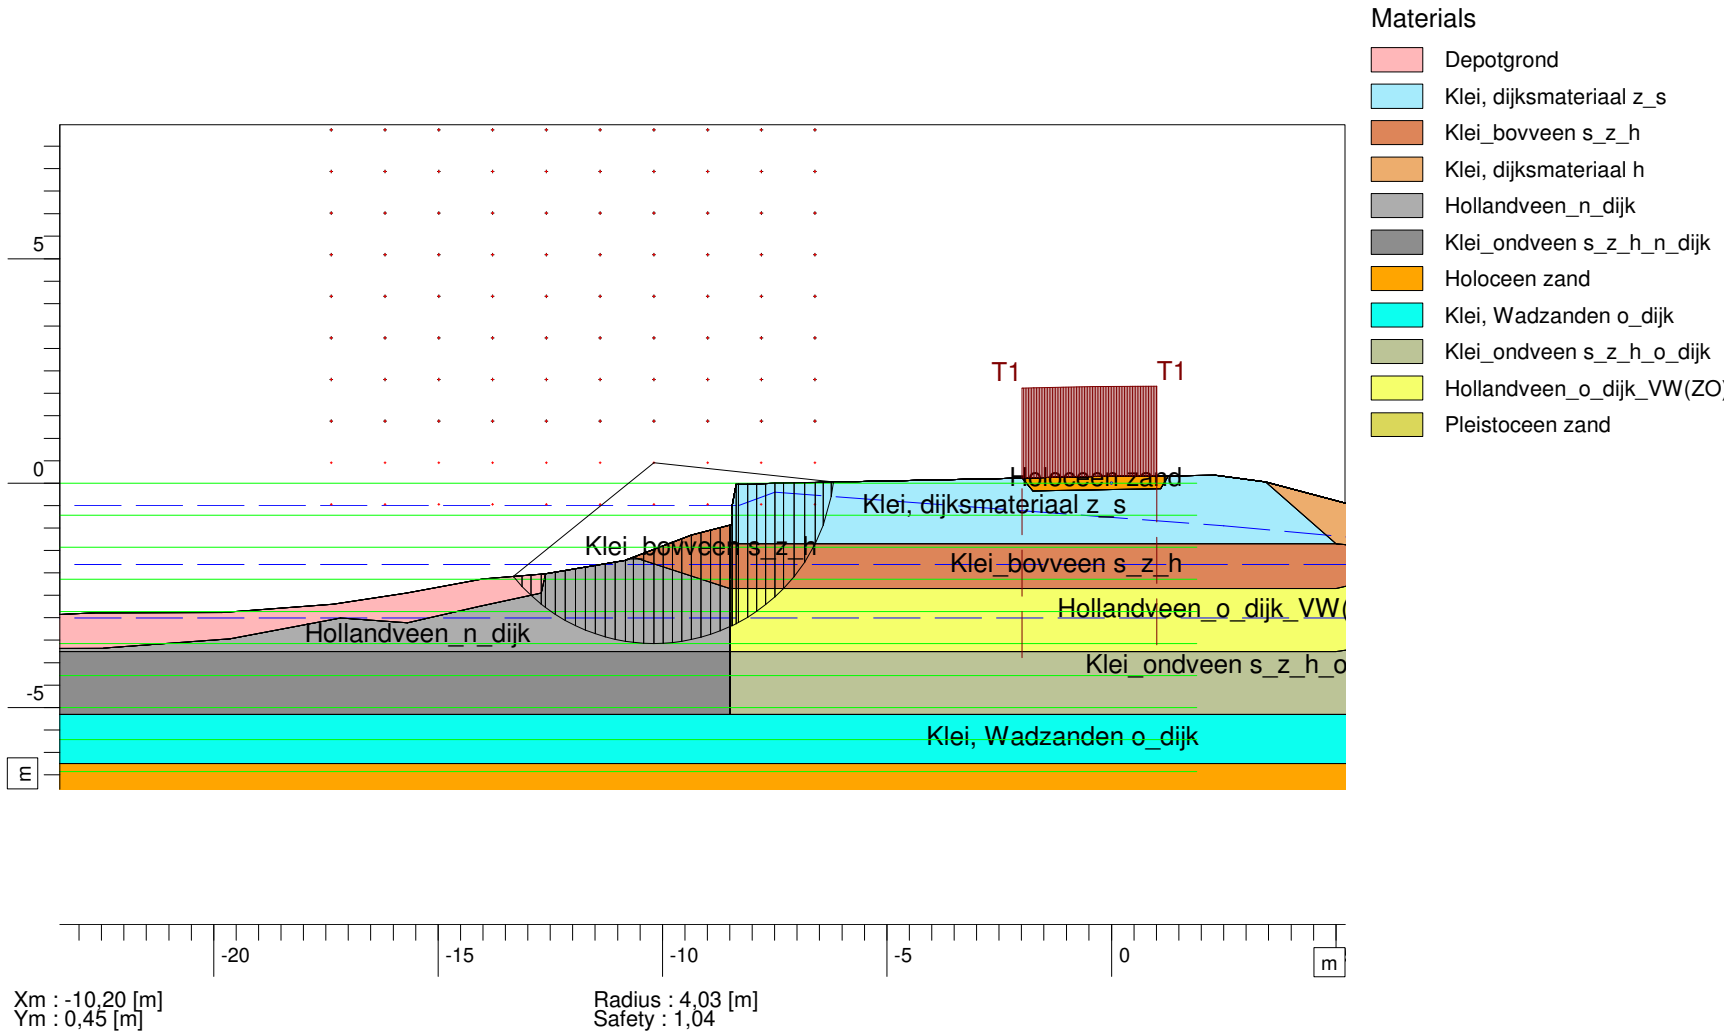 Materials
Depotgrond
Klei, dijksmateriaal z_s
Klei_bovveen s_z_h
Klei, dijksmateriaal h
Hollandveen_n_dijk
Klei_ondveen s_z_h_n_dijk
Holoceen zand
Klei, Wadzanden o_dijk
Klei_ondveen s_z_h_o_dijk
Hollandveen_o_dijk_VW(ZO)
Pleistoceen zand
5
T1 T1
0
Holoceen zand
Klei, dijksmateriaal z_s
Klei_bovveen s_z_h
Klei_bovveen s_z_h
Hollandveen_o_dijk_VW(
Hollandveen_n_dijk
Klei_ondveen s_z_h_o
-5
Klei, Wadzanden o_dijk
m
-20 -15 -10 -5 0
m
Xm : -10,20 [m] Radius : 4,03 [m]
Ym : 0,45 [m] Safety : 1,04